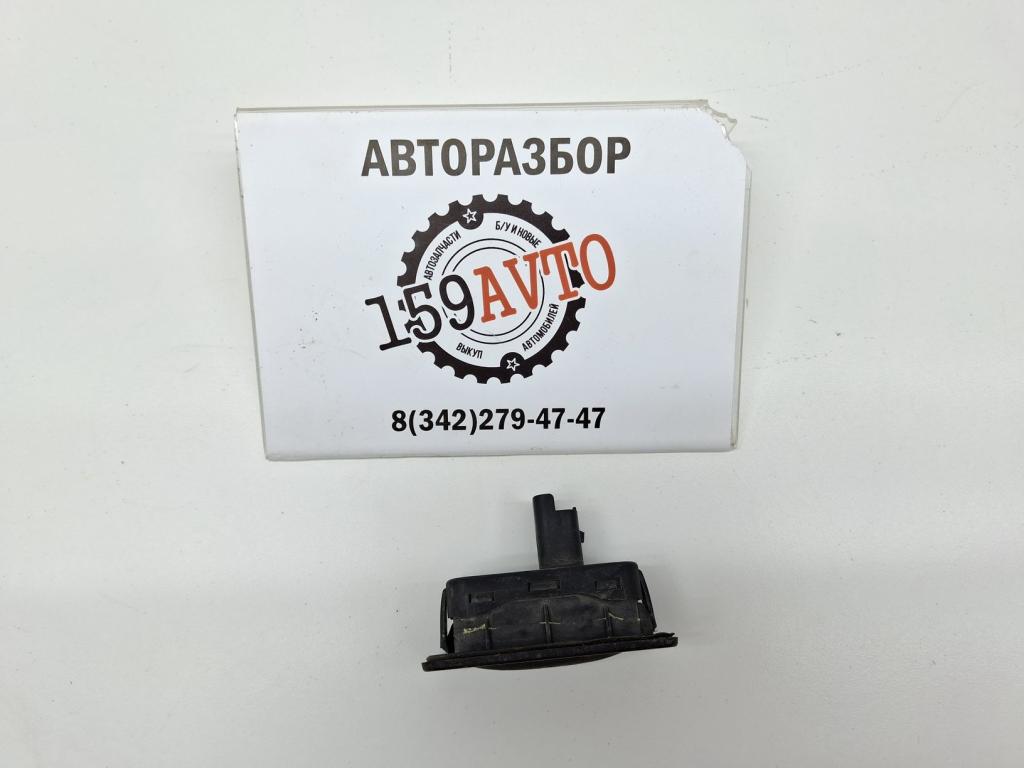 АВТОРАЗБОР
АВТОЗАПЧАСТИ
Б/У И НОВЫЕ
159AVTO
ВЫКУП
АВТОМОБИЛЕЙ
8(342)279-47-47